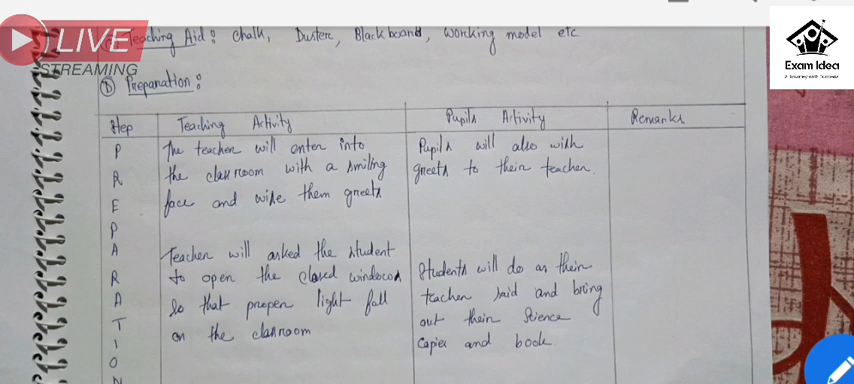 LIVE
STREAMING
Exam Idea
Teaching Aid: Chalk, Duster, Blackboard, Working model etc
D Preparation:
Step Teaching Activity Pupils Activity Remarks
P The teacher will enter into Pupils will also wish
R the classroom with a smiling greets to their teacher.
E face and wise them greets
P
A Teacher will asked the student
R to open the closed windows Students will do as their
A so that proper light fall teacher said and bring
T on the classroom out their Science
I copies and book
O
N